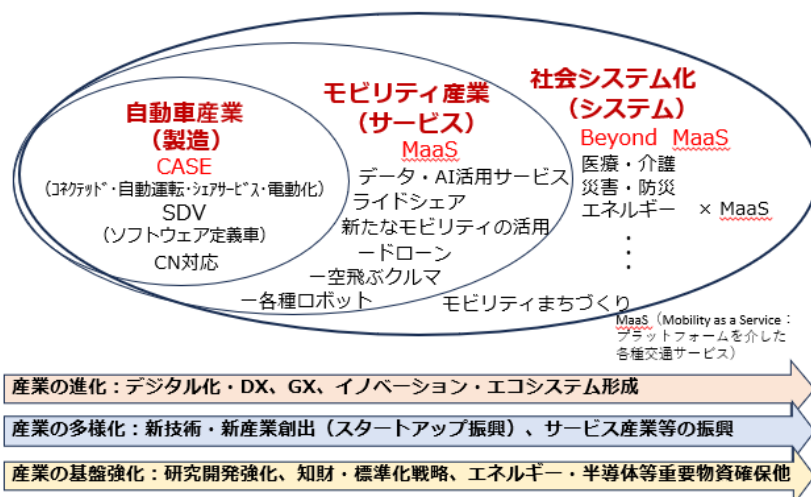 自動車産業
（製造）
CASE
（ｺﾈｸﾃｯﾄﾞ・自動運転・ｼｪｱｻｰﾋﾞｽ・電動化）
SDV
（ソフトウェア定義車）
CN対応
モビリティ産業
（サービス）
MaaS
データ・AI活用サービス
ライドシェア
新たなモビリティの活用
－ドローン
－空飛ぶクルマ
－各種ロボット
社会システム化
（システム）
Beyond MaaS
医療・介護
災害・防災
エネルギー × MaaS
・
・
・
モビリティまちづくり
MaaS（Mobility as a Service：
プラットフォームを介した
各種交通サービス）
産業の進化：デジタル化・DX、GX、イノベーション・エコシステム形成
産業の多様化：新技術・新産業創出（スタートアップ振興）、サービス産業等の振興
産業の基盤強化：研究開発強化、知財・標準化戦略、エネルギー・半導体等重要物資確保他